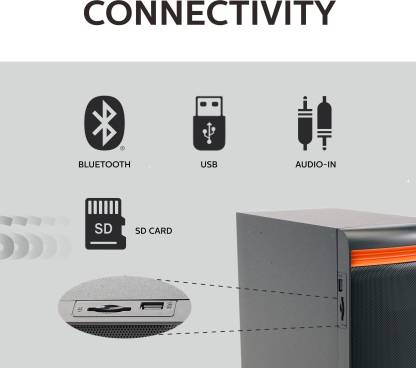 CONNECTIVITY
BLUETOOTH
USB
AUDIO-IN
SD
SD CARD